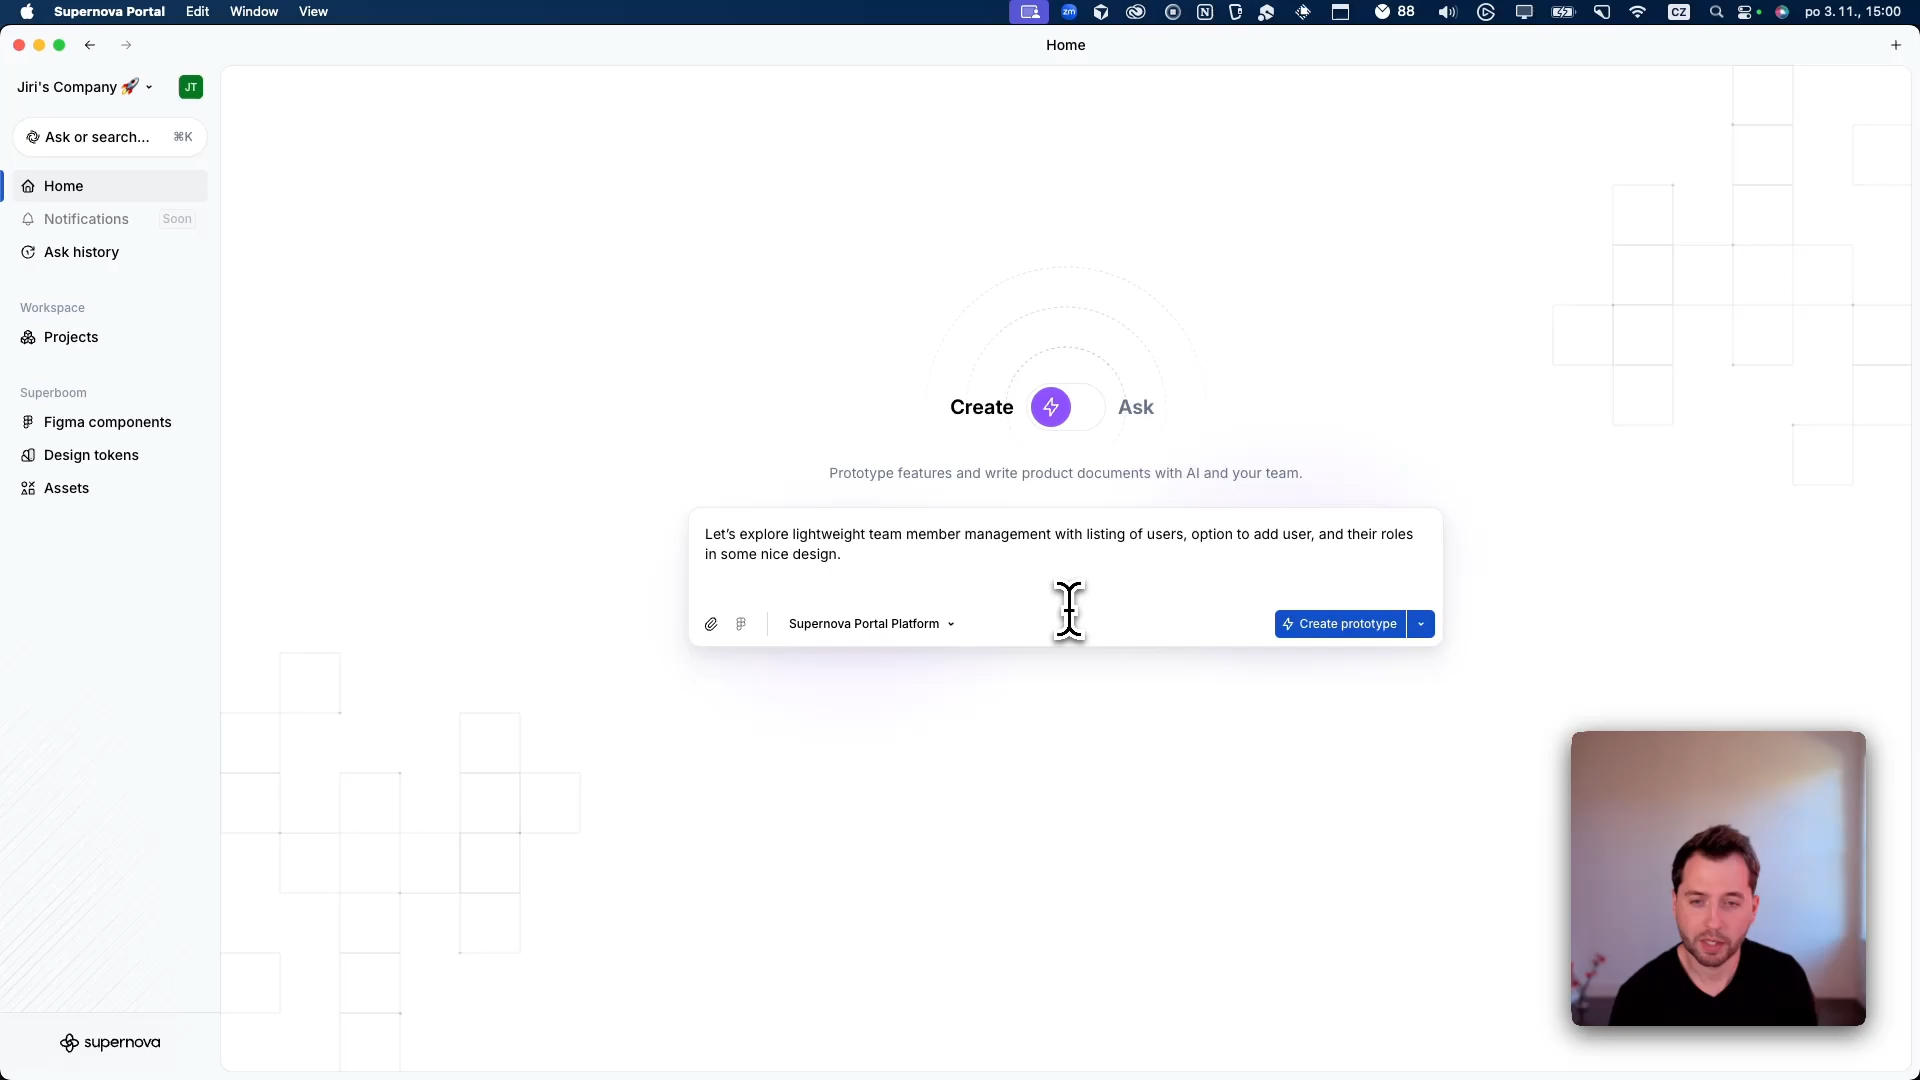 Supernova Portal Edit Window View
zm
N
88
CZ
po 3. 11., 15:00
Home
Jiri's Company 🚀
JT
Ask or search... ⌘K
Home
Notifications Soon
Ask history
Workspace
Projects
Superboom
Figma components
Design tokens
Assets
Create Ask
Prototype features and write product documents with AI and your team.
Let's explore lightweight team member management with listing of users, option to add user, and their roles
in some nice design.
Supernova Portal Platform
Create prototype
supernova